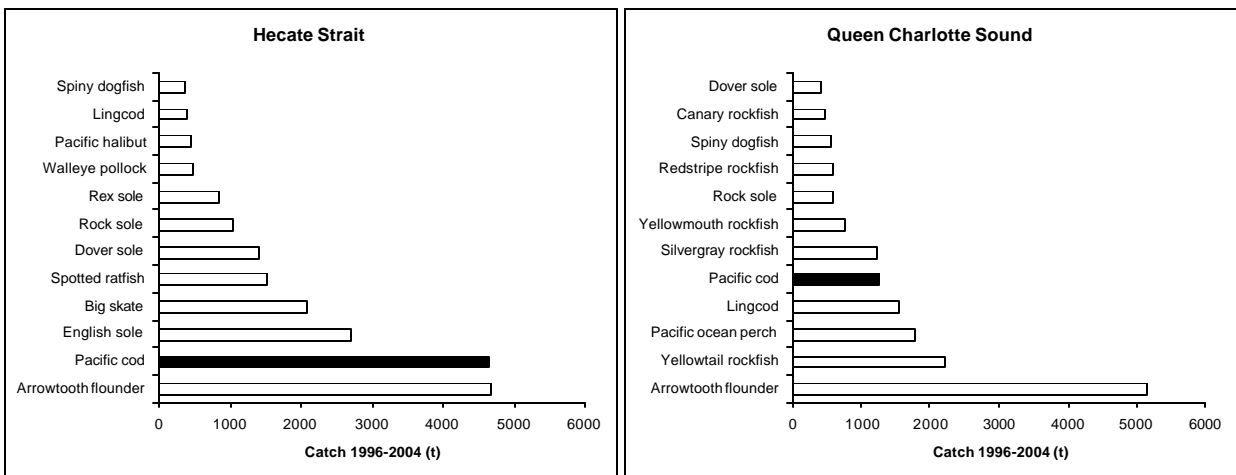 Hecate Strait
Spiny dogfish
Lingcod
Pacific halibut
Walleye pollock
Rex sole
Rock sole
Dover sole
Spotted ratfish
Big skate
English sole
Pacific cod
Arrowtooth flounder
0 1000 2000 3000 4000 5000 6000
Catch 1996-2004 (t)
Queen Charlotte Sound
Dover sole
Canary rockfish
Spiny dogfish
Redstripe rockfish
Rock sole
Yellowmouth rockfish
Silvergray rockfish
Pacific cod
Lingcod
Pacific ocean perch
Yellowtail rockfish
Arrowtooth flounder
0 1000 2000 3000 4000 5000 6000
Catch 1996-2004 (t)